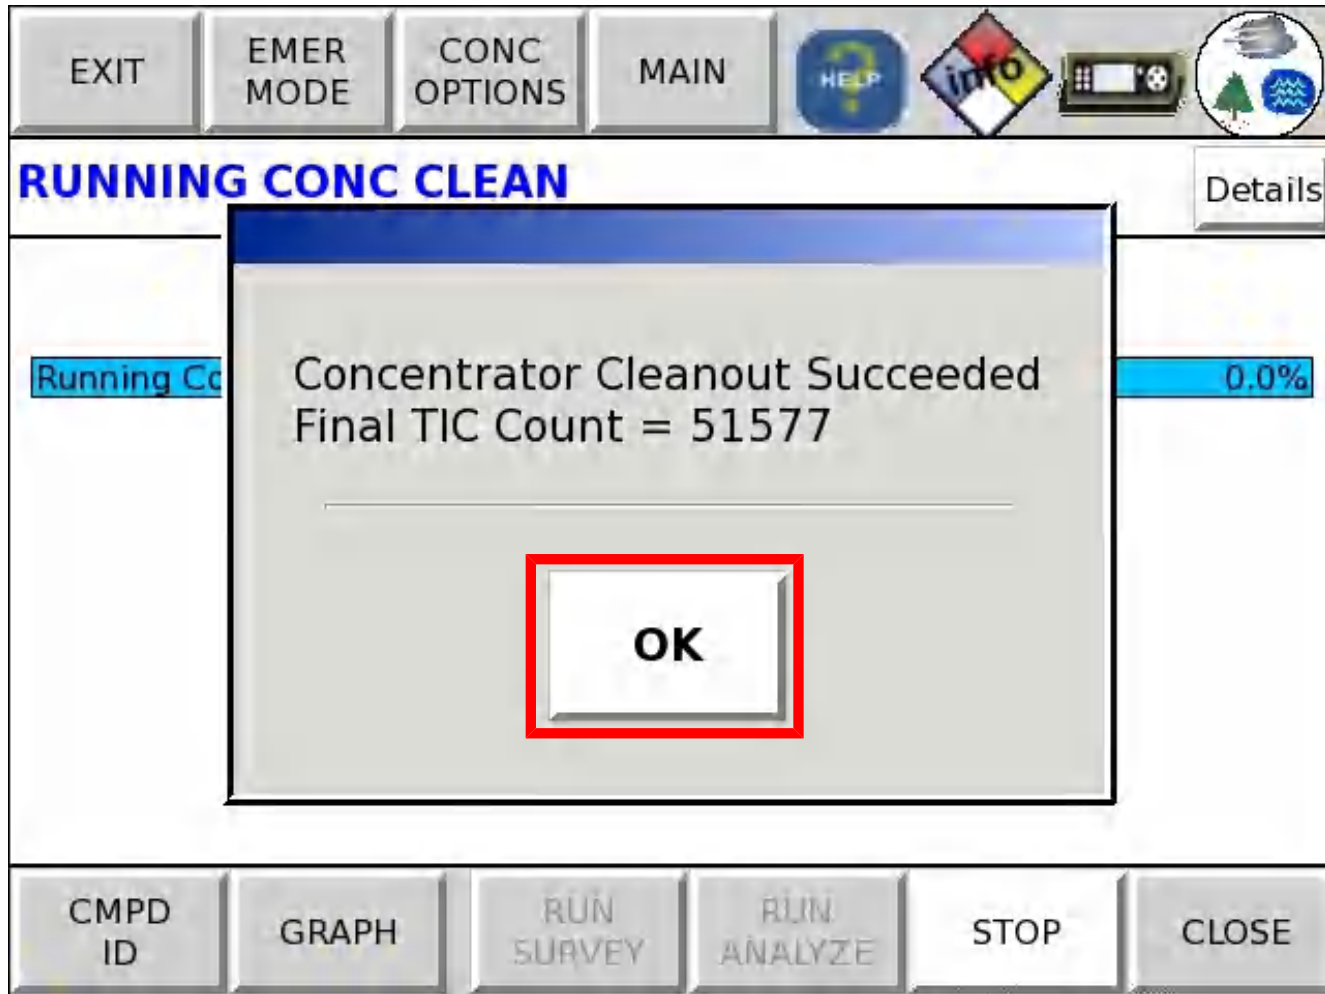 EXIT
EMER
MODE
CONC
OPTIONS
MAIN
HELP
info
RUNNING CONC CLEAN
Details
Running Co
0.0%
Concentrator Cleanout Succeeded
Final TIC Count = 51577
OK
CMPD
ID
GRAPH
RUN
SURVEY
RUN
ANALYZE
STOP
CLOSE